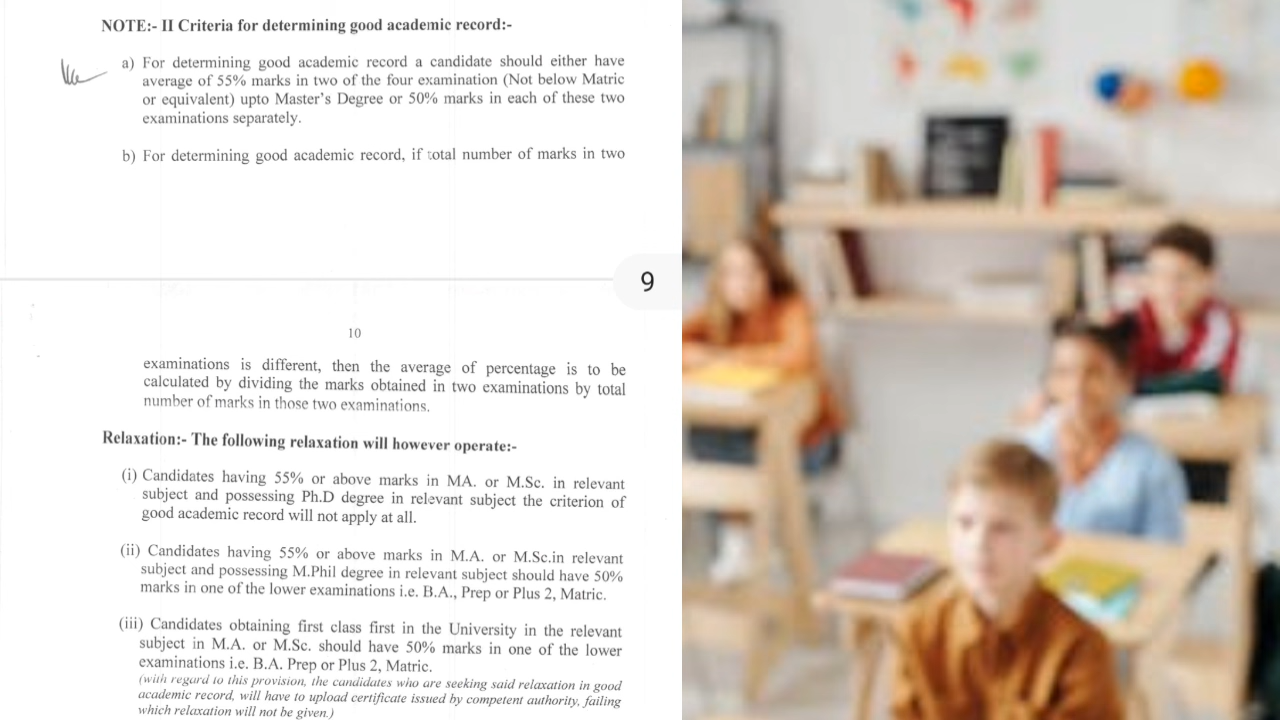 NOTE:- II Criteria for determining good academic record:-
a) For determining good academic record a candidate should either have
average of 55% marks in two of the four examination (Not below Matric
or equivalent) upto Master's Degree or 50% marks in each of these two
examinations separately.
b) For determining good academic record, if total number of marks in two
9
10
examinations is different, then the average of percentage is to be
calculated by dividing the marks obtained in two examinations by total
number of marks in those two examinations.
Relaxation:- The following relaxation will however operate:-
(i) Candidates having 55% or above marks in MA. or M.Sc. in relevant
subject and possessing Ph.D degree in relevant subject the criterion of
good academic record will not apply at all.
(ii) Candidates having 55% or above marks in M.A. or M.Sc.in relevant
subject and possessing M.Phil degree in relevant subject should have 50%
marks in one of the lower examinations i.e. B.A., Prep or Plus 2, Matric.
(iii) Candidates obtaining first class first in the University in the relevant
subject in M.A. or M.Sc. should have 50% marks in one of the lower
examinations i.e. B.A. Prep or Plus 2, Matric.
(with regard to this provision, the candidates who are seeking said relaxation in good
academic record, will have to upload certificate issued by competent authority, failing
which relaxation will not be given.)